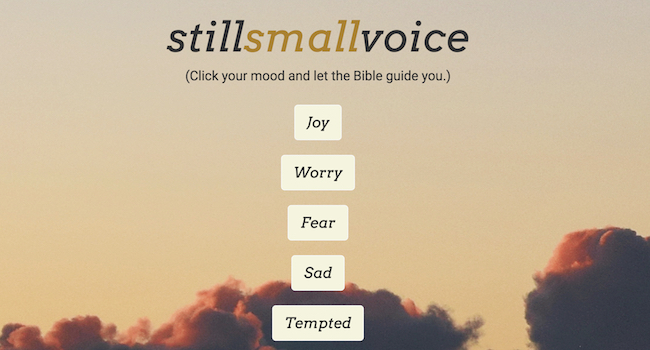 stillsmallvoice
(Click your mood and let the Bible guide you.)
Joy
Worry
Fear
Sad
Tempted